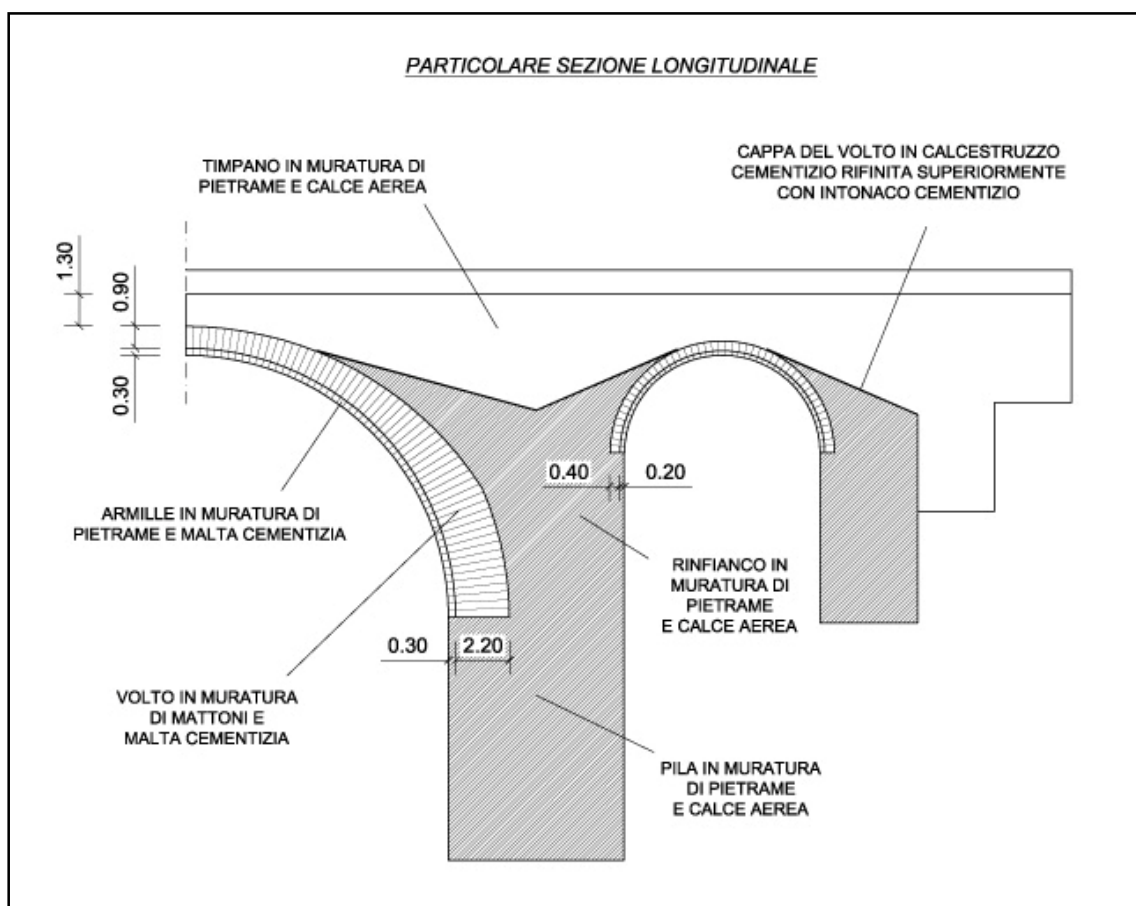 PARTICOLARE SEZIONE LONGITUDINALE
TIMPANO IN MURATURA DI
PIETRAME E CALCE AEREA
CAPPA DEL VOLTO IN CALCESTRUZZO
CEMENTIZIO RIFINITA SUPERIORMENTE
CON INTONACO CEMENTIZIO
1.30
0.90
0.30
0.40
0.20
ARMILLE IN MURATURA DI
PIETRAME E MALTA CEMENTIZIA
RINFIANCO IN
MURATURA DI
PIETRAME
E CALCE AEREA
0.30
2.20
VOLTO IN MURATURA
DI MATTONI E
MALTA CEMENTIZIA
PILA IN MURATURA
DI PIETRAME
E CALCE AEREA